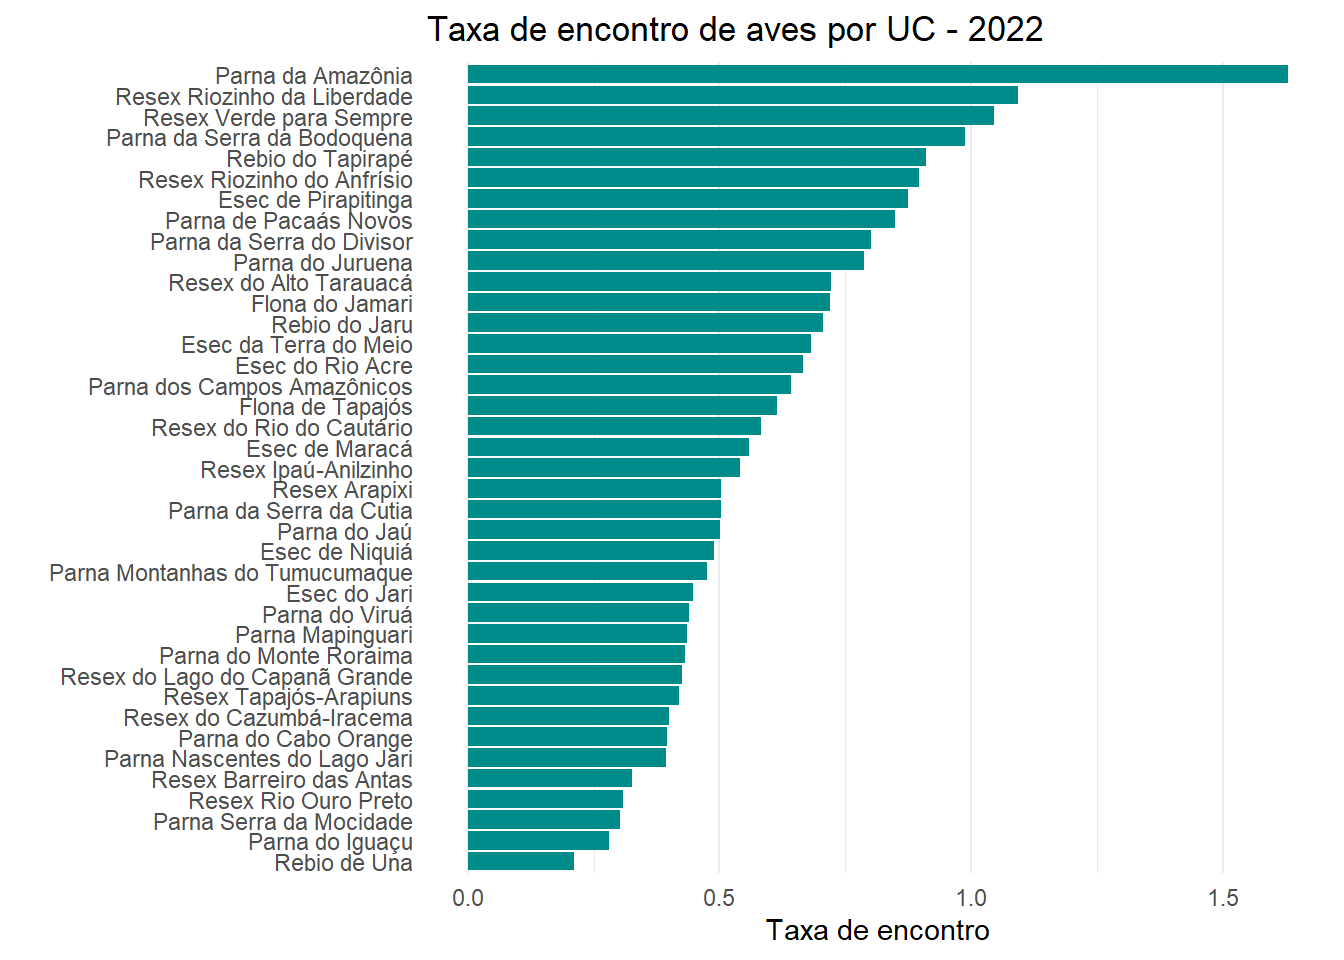 Taxa de encontro de aves por UC - 2022
Parna da Amazônia
Resex Riozinho da Liberdade
Resex Verde para Sempre
Parna da Serra da Bodoquena
Rebio do Tapirapé
Resex Riozinho do Anfrísio
Esec de Pirapitinga
Parna de Pacaás Novos
Parna da Serra do Divisor
Parna do Juruena
Resex do Alto Tarauacá
Flona do Jamari
Rebio do Jaru
Esec da Terra do Meio
Esec do Rio Acre
Parna dos Campos Amazônicos
Flona de Tapajós
Resex do Rio do Cautário
Esec de Maracá
Resex Ipaú-Anilzinho
Resex Arapixi
Parna da Serra da Cutia
Parna do Jaú
Esec de Niquiá
Parna Montanhas do Tumucumaque
Esec do Jari
Parna do Viruá
Parna Mapinguari
Parna do Monte Roraima
Resex do Lago do Capanã Grande
Resex Tapajós-Arapiuns
Resex do Cazumbá-Iracema
Parna do Cabo Orange
Parna Nascentes do Lago Jari
Resex Barreiro das Antas
Resex Rio Ouro Preto
Parna Serra da Mocidade
Parna do Iguaçu
Rebio de Una
0.0 0.5 1.0 1.5
Taxa de encontro